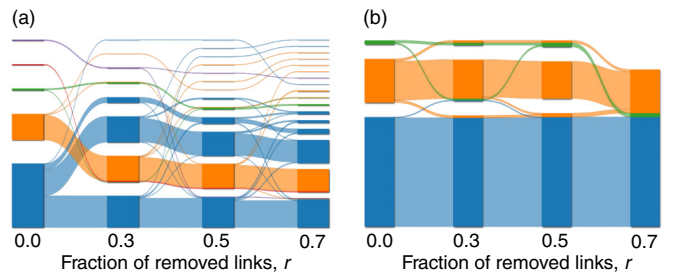 (a) (b)
0.0 0.3 0.5 0.7 0.0 0.3 0.5 0.7
Fraction of removed links, r Fraction of removed links, r